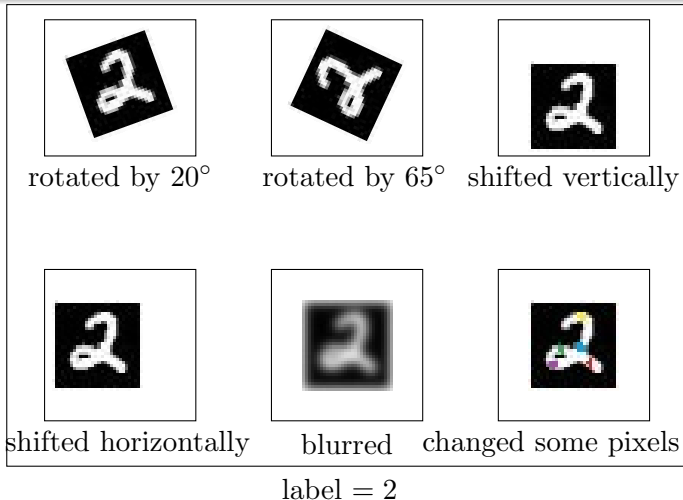 rotated by 20°
rotated by 65°
shifted vertically
shifted horizontally
blurred
changed some pixels
label = 2